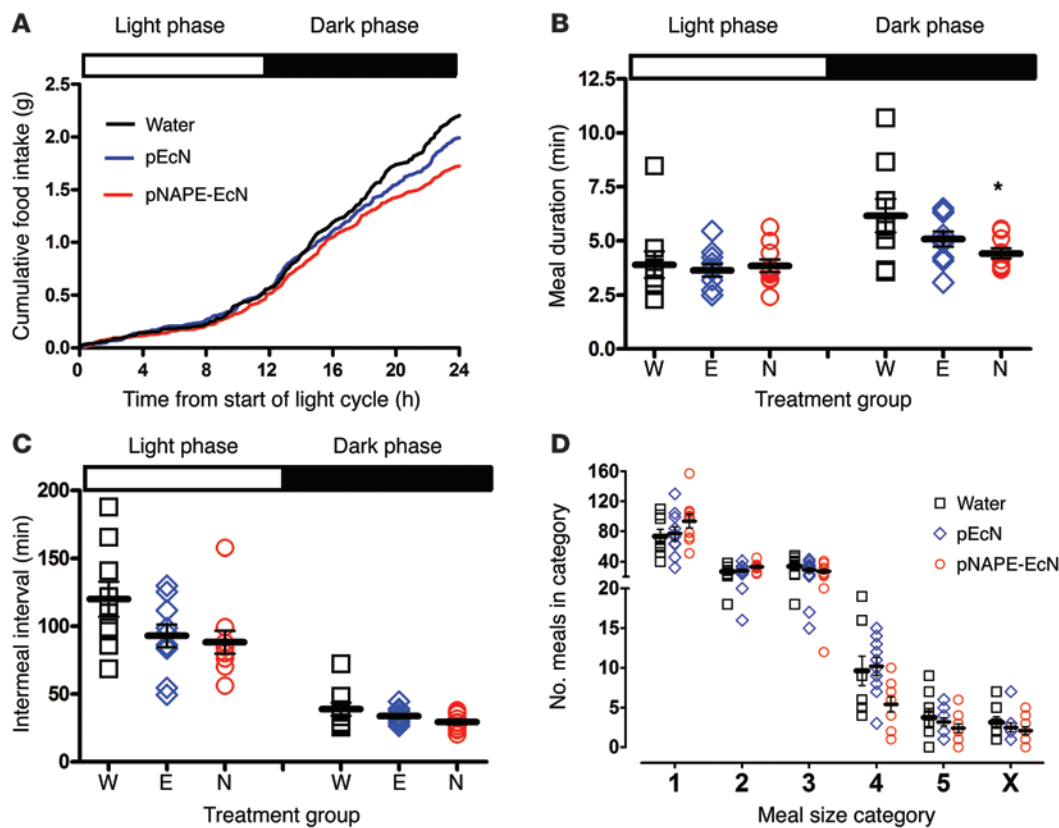 A
Light phase Dark phase
Cumulative food intake (g)
2.5
2.0
1.5
1.0
0.5
0.0
Water
pEcN
pNAPE-EcN
0 4 8 12 16 20 24
Time from start of light cycle (h)
B
Light phase Dark phase
Meal duration (min)
12.5
10.0
7.5
5.0
2.5
0.0
*
W E N W E N
Treatment group
C
Light phase Dark phase
Intermeal interval (min)
200
150
100
50
0
W E N W E N
Treatment group
D
No. meals in category
160
120
80
40
20
15
10
5
0
Water
pEcN
pNAPE-EcN
1 2 3 4 5 X
Meal size category